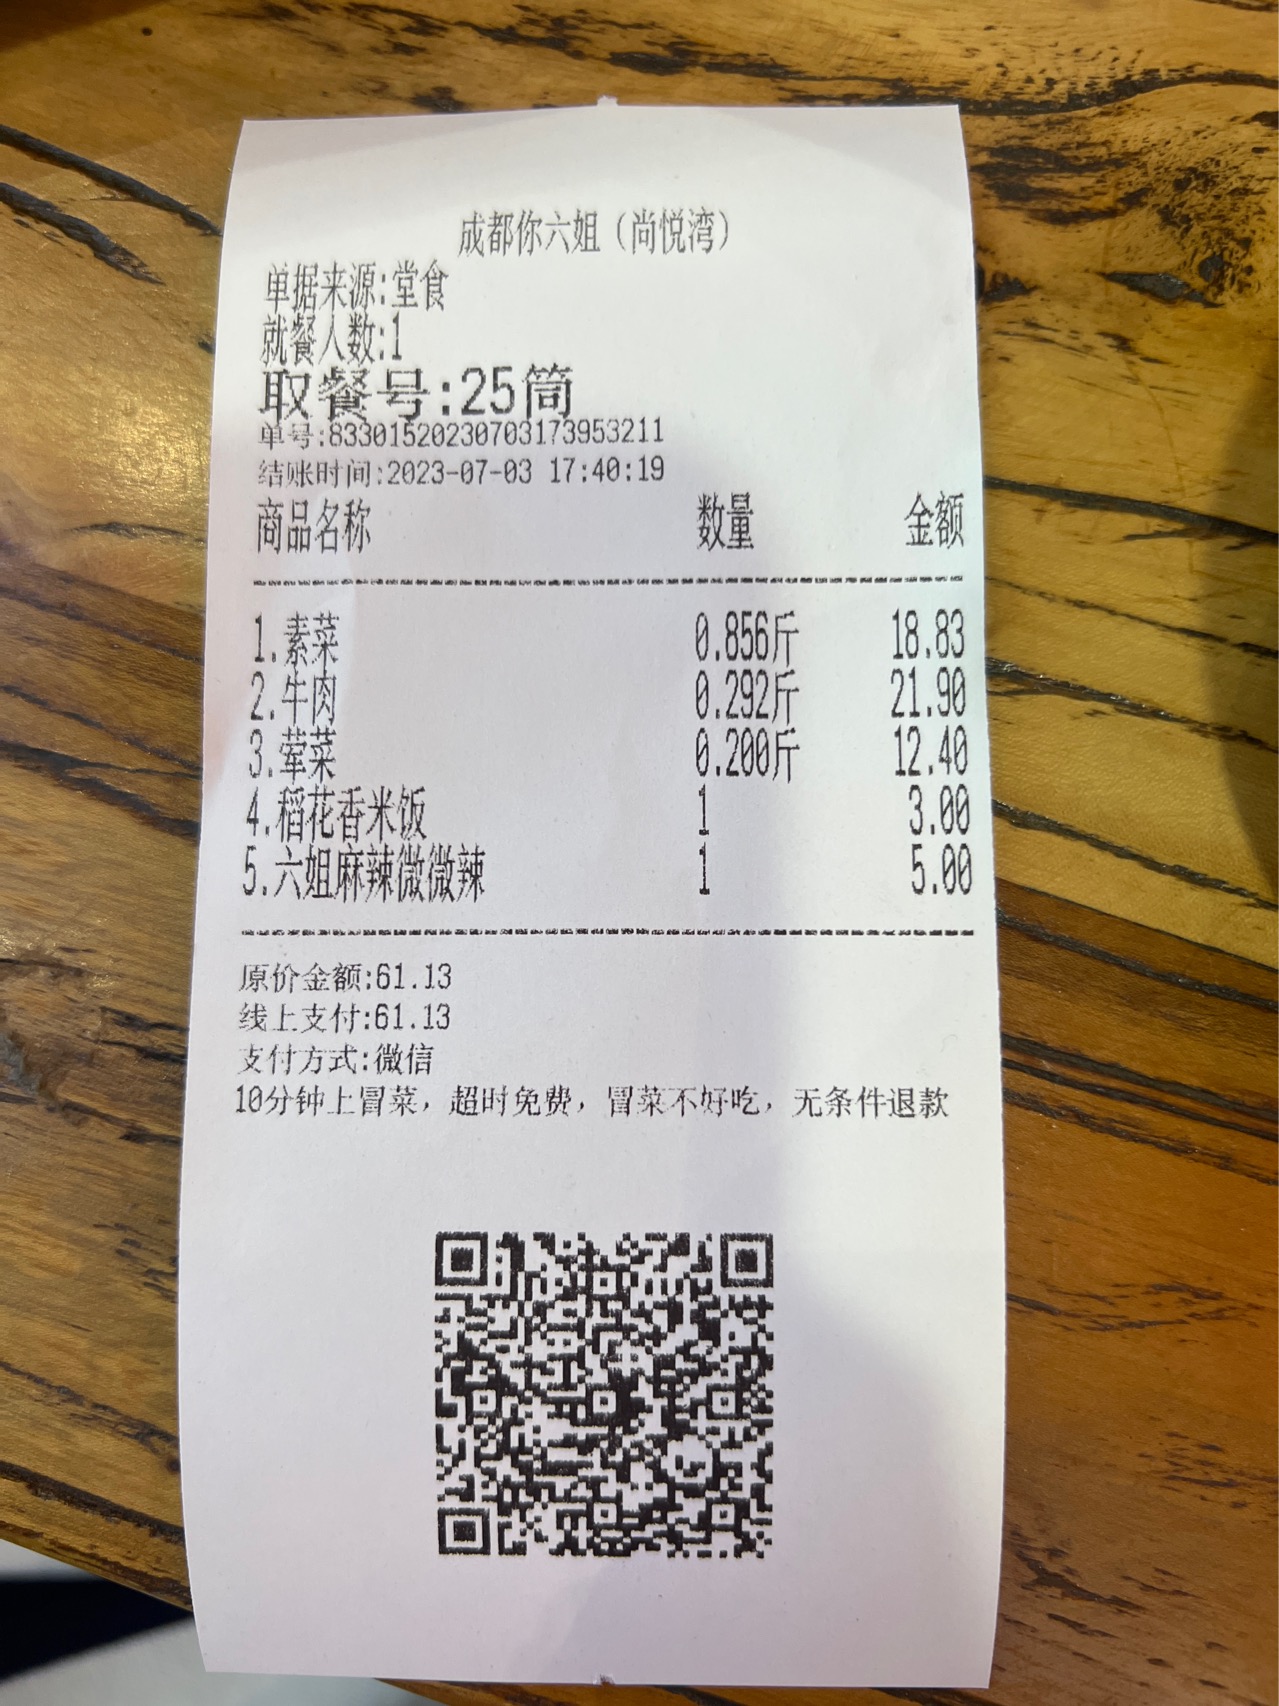 成都你六姐（尚悦湾）
单据来源:堂食
就餐人数:1
取餐号:25筒
单号:83301520230703173953211
结账时间:2023-07-03 17:40:19
商品名称 数量 金额
1.素菜 0.856斤 18.83
2.牛肉 0.292斤 21.90
3.荤菜 0.200斤 12.40
4.稻花香米饭 1 3.00
5.六姐麻辣微微辣 1 5.00
原价金额:61.13
线上支付:61.13
支付方式:微信
10分钟上冒菜，超时免费，冒菜不好吃，无条件退款